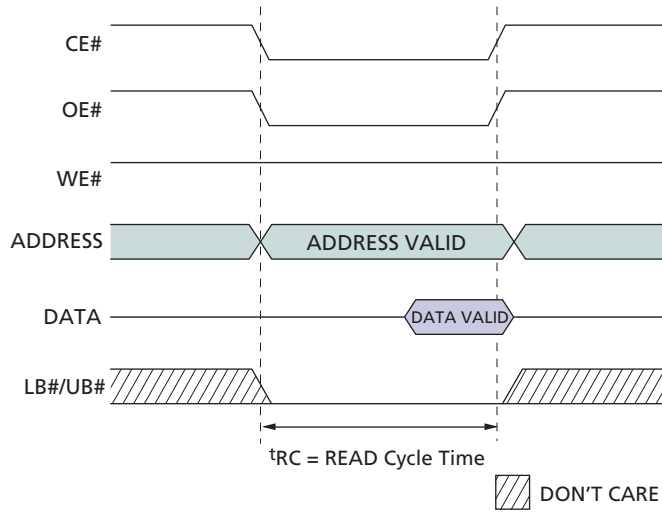 CE#
OE#
WE#
ADDRESS
ADDRESS VALID
DATA
DATA VALID
LB#/UB#
tRC = READ Cycle Time
DON'T CARE